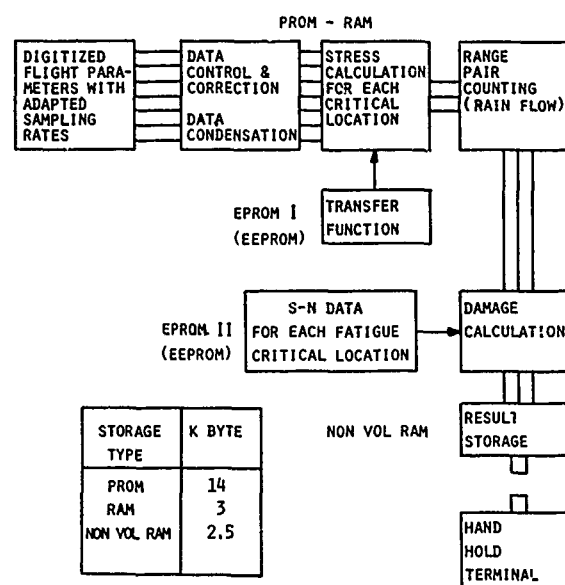 PROM - RAM
DIGITIZED
FLIGHT PARA-
METERS WITH
ADAPTED
SAMPLING
RATES
DATA
CONTROL &
CORRECTION
DATA
CONDENSATION
STRESS
CALCULATION
FCR EACH
CRITICAL
LOCATION
RANGE
PAIR
COUNTING
(RAIN FLOW)
EPROM I
(EEPROM)
TRANSFER
FUNCTION
EPROM II
(EEPROM)
S-N DATA
FOR EACH FATIGUE
CRITICAL LOCATION
DAMAGE
CALCULATION
NON VOL RAM
RESULT
STORAGE
HAND
HOLD
TERMINAL
STORAGE TYPE K BYTE
PROM 14
RAM 3
NON VOL RAM 2.5